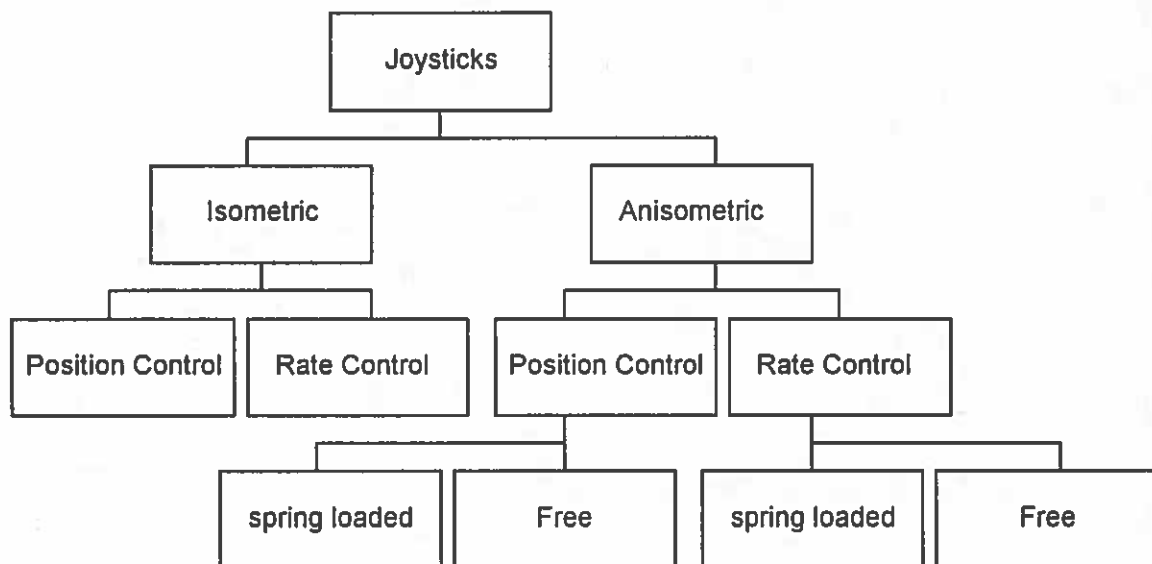 Joysticks
Isometric
Anisometric
Position Control
Rate Control
Position Control
Rate Control
spring loaded
Free
spring loaded
Free